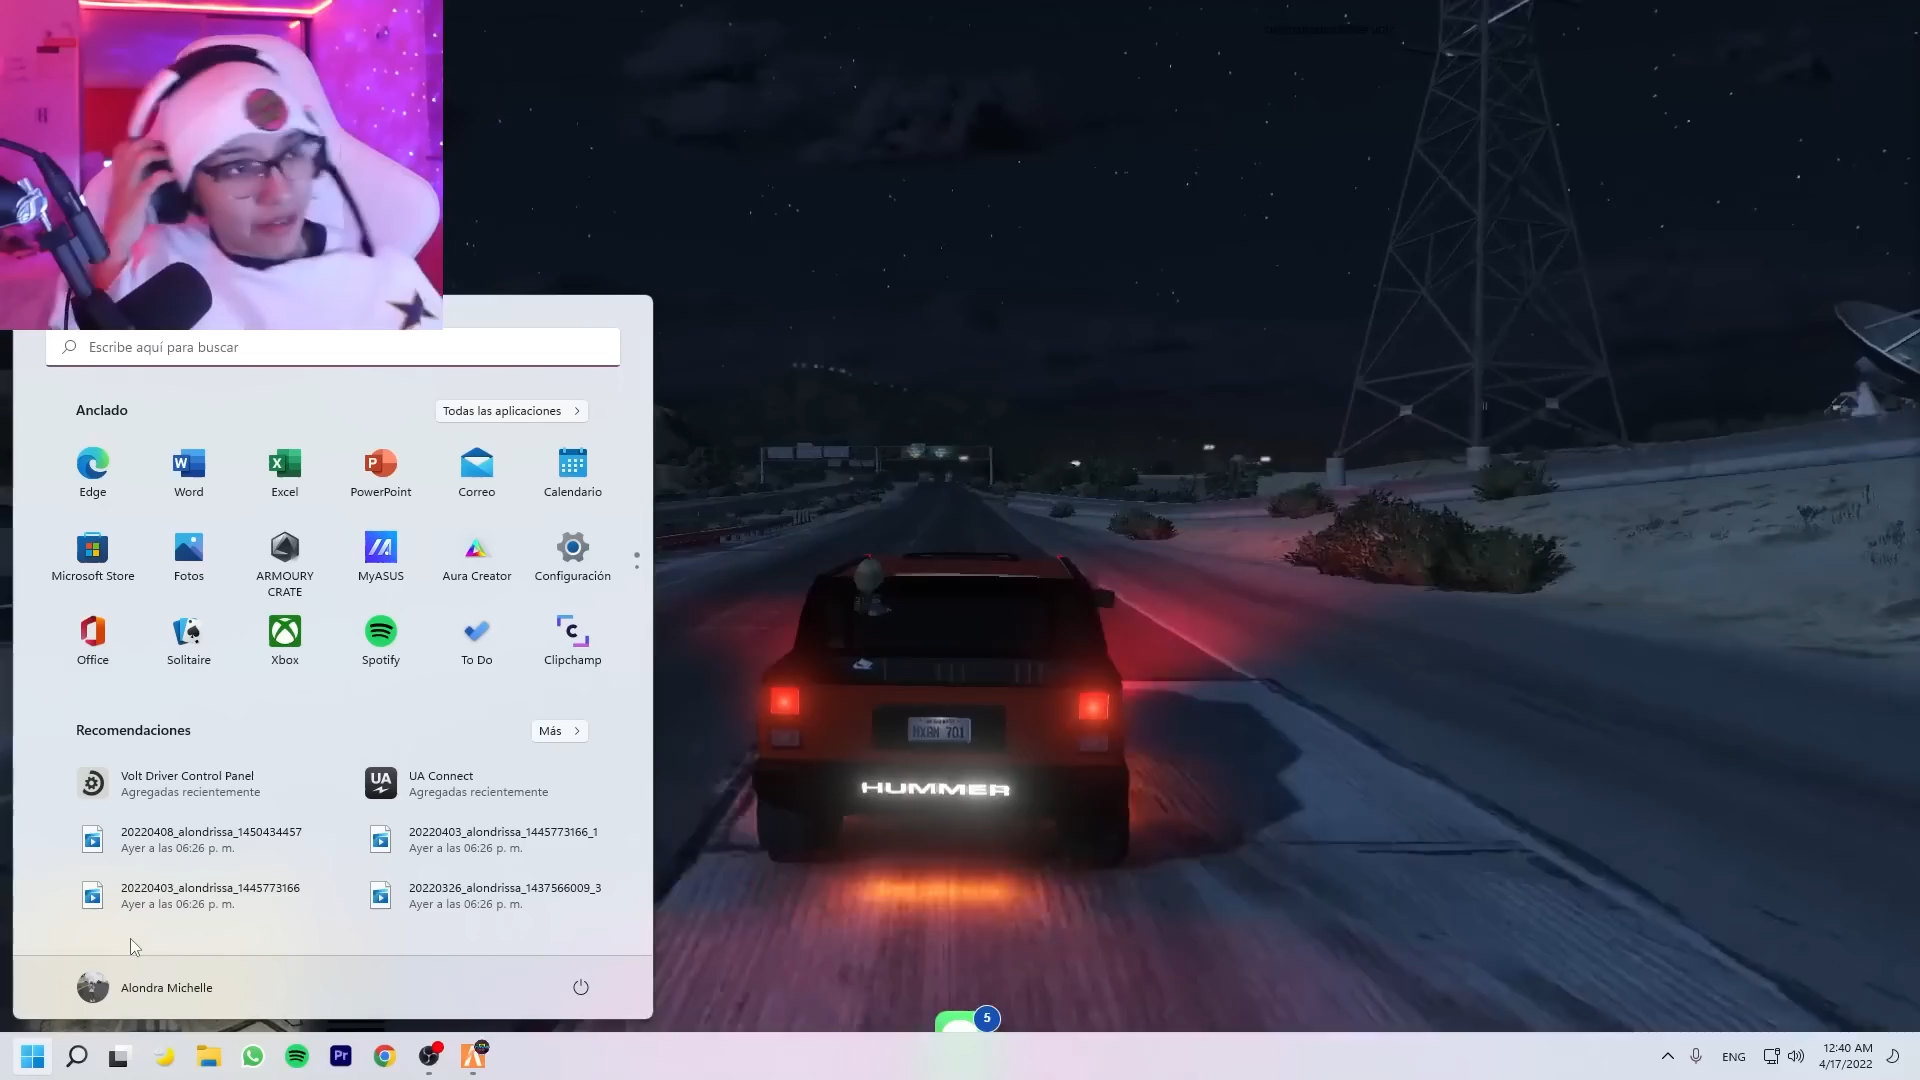 Escribe aquí para buscar
Anclado
Todas las aplicaciones
Edge
Word
Excel
PowerPoint
Correo
Calendario
Microsoft Store
Fotos
ARMOURY
CRATE
MyASUS
Aura Creator
Configuración
Office
Solitaire
Xbox
Spotify
To Do
Clipchamp
Recomendaciones
Más
Volt Driver Control Panel
Agregadas recientemente
UA Connect
Agregadas recientemente
20220408_alondrissa_1450434457
Ayer a las 06:26 p. m.
20220403_alondrissa_1445773166_1
Ayer a las 06:26 p. m.
20220403_alondrissa_1445773166
Ayer a las 06:26 p. m.
20220326_alondrissa_1437566009_3
Ayer a las 06:26 p. m.
Alondra Michelle
NXAN 701
HUMMER
5
Pr
ENG
12:40 AM
4/17/2022